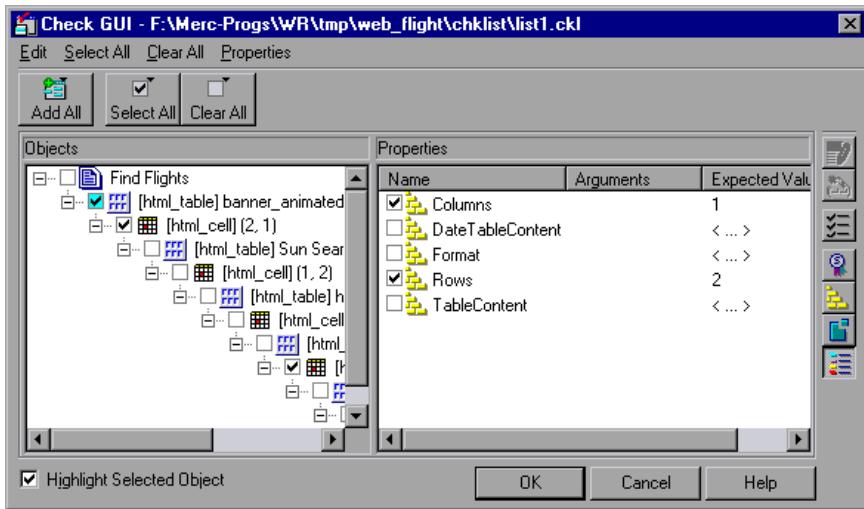 Check GUI - F:\Merc-Progs\WR\tmp\web_flight\chklist\list1.ckl
Edit Select All Clear All Properties
Add All Select All Clear All
Objects Properties
Find Flights
[html_table] banner_animated
[html_cell] (2, 1)
[html_table] Sun Sear
[html_cell] (1, 2)
[html_table] h
[html_cell
[html_
[h
Name Arguments Expected Valu
Columns 1
DateTableContent < ... >
Format < ... >
Rows 2
TableContent < ... >
Highlight Selected Object OK Cancel Help